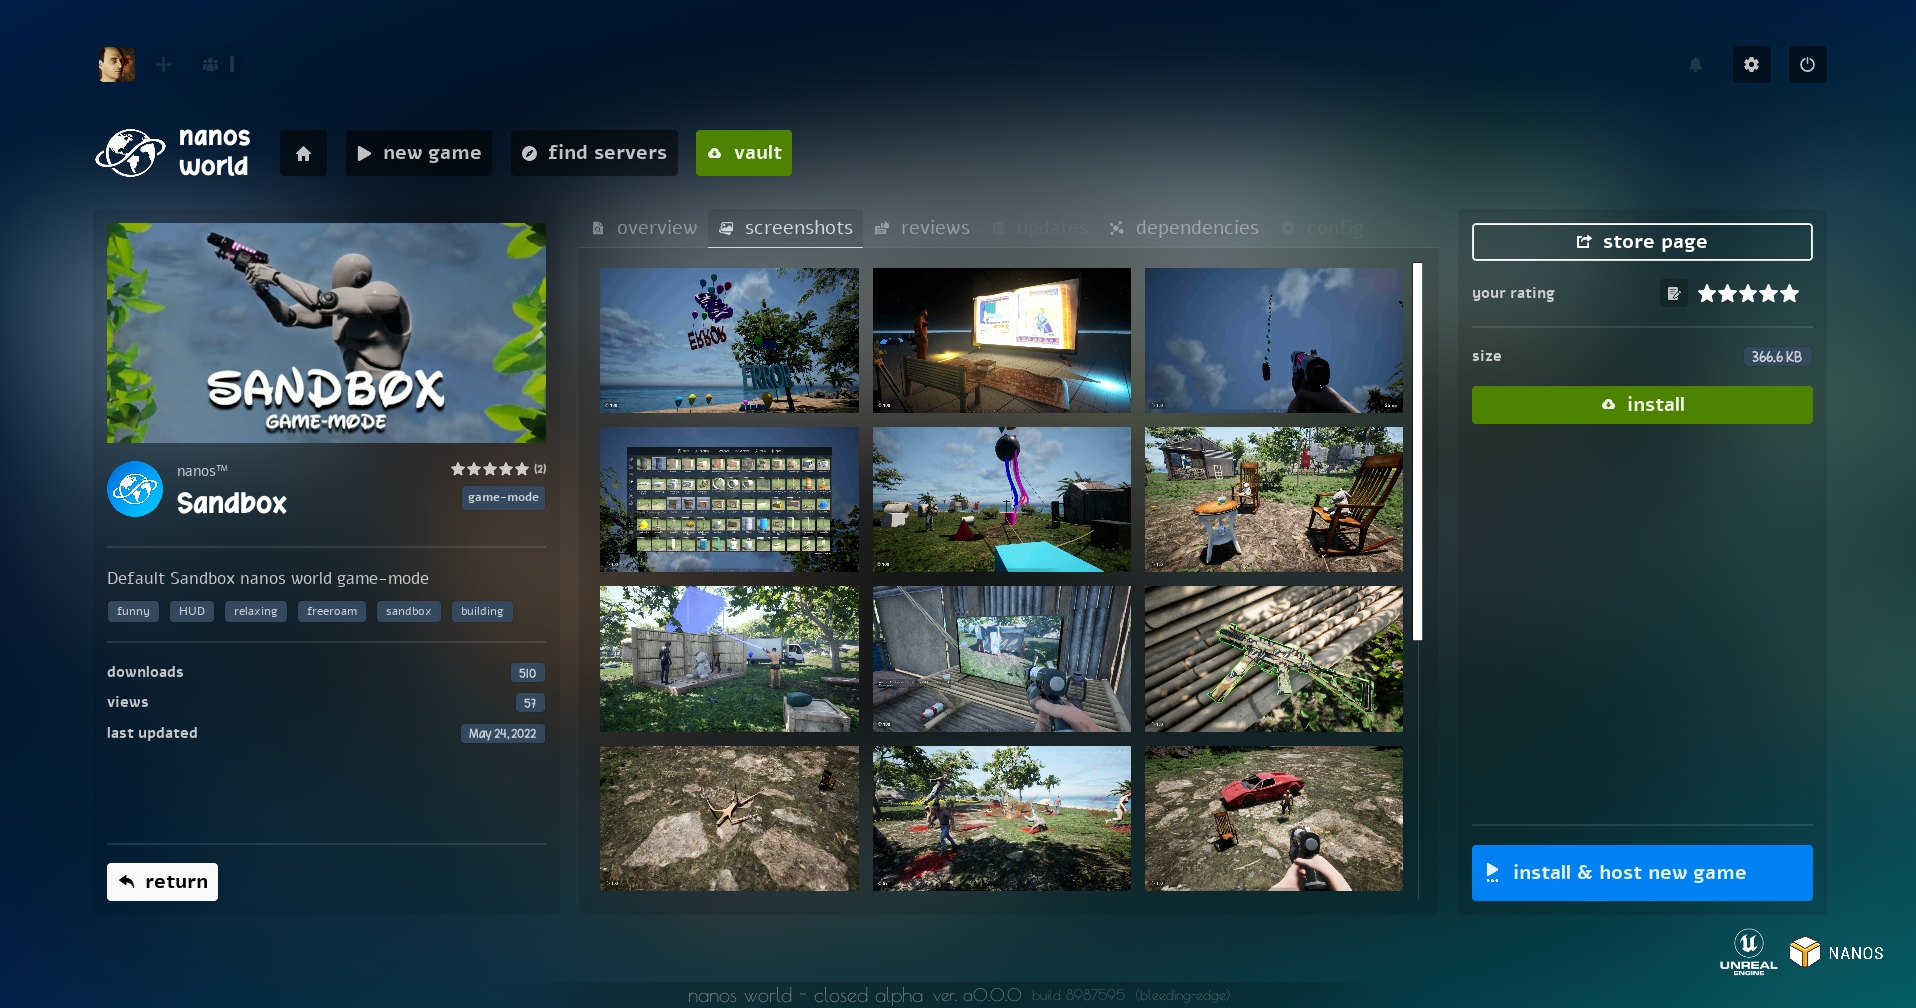 nanos world
new game
find servers
vault
SANDBOX
GAME-MODE
nanos™
(2)
Sandbox
game-mode
Default Sandbox nanos world game-mode
funny
HUD
relaxing
freeroam
sandbox
building
downloads
510
views
57
last updated
May 24, 2022
return
overview
screenshots
reviews
updates
dependencies
config
ERROR
ERROR
store page
your rating
size
366.6 KB
install
install & host new game
UNREAL
ENGINE
NANOS
nanos world - closed alpha ver. a0.0.0 build 8987595 (bleeding-edge)